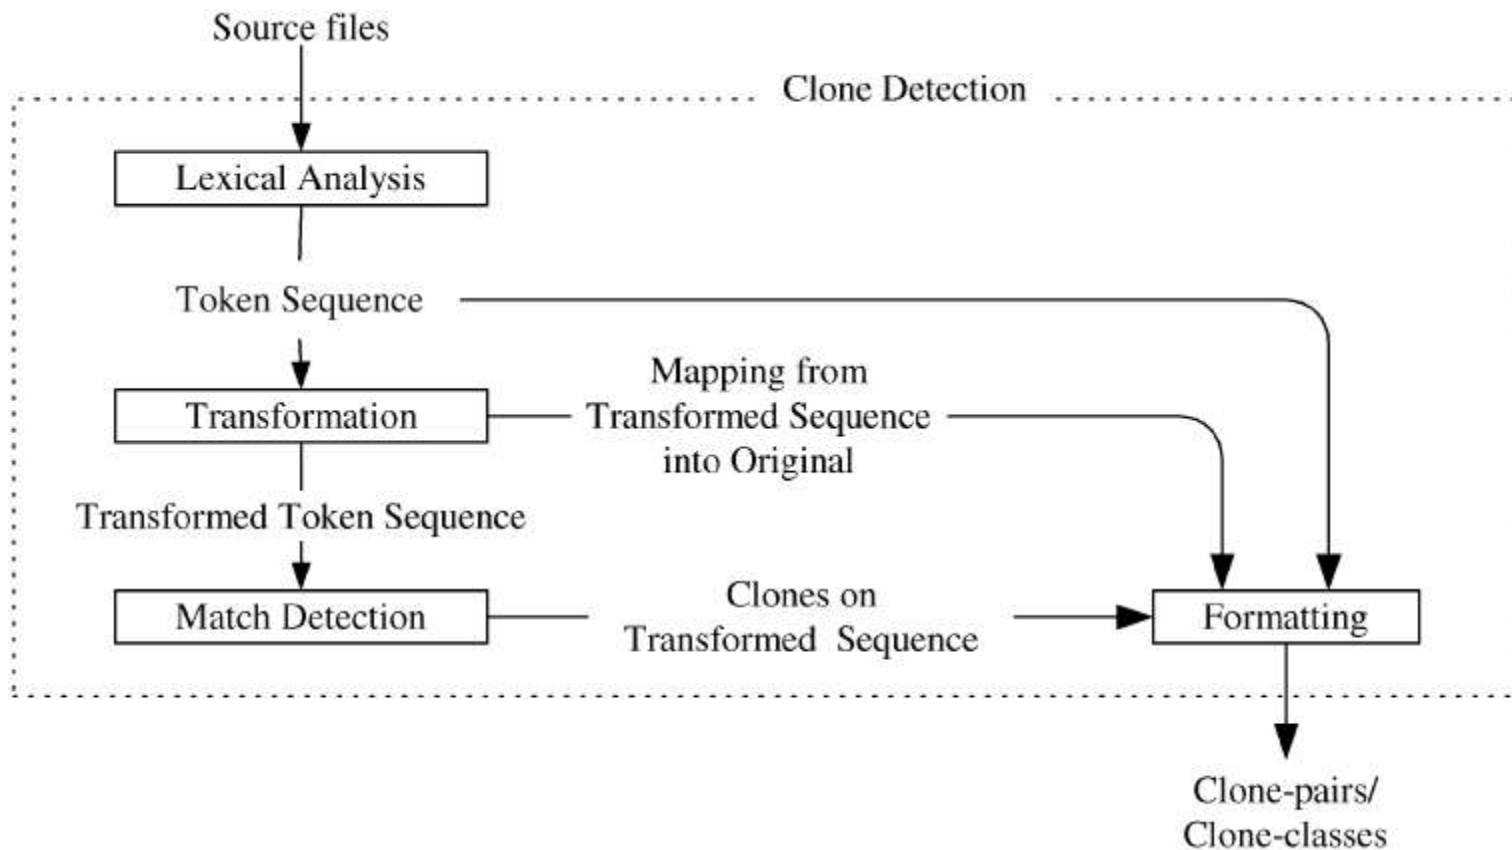 Source files
Clone Detection
Lexical Analysis
Token Sequence
Mapping from
Transformed Sequence
into Original
Transformation
Transformed Token Sequence
Match Detection
Clones on
Transformed Sequence
Formatting
Clone-pairs/
Clone-classes